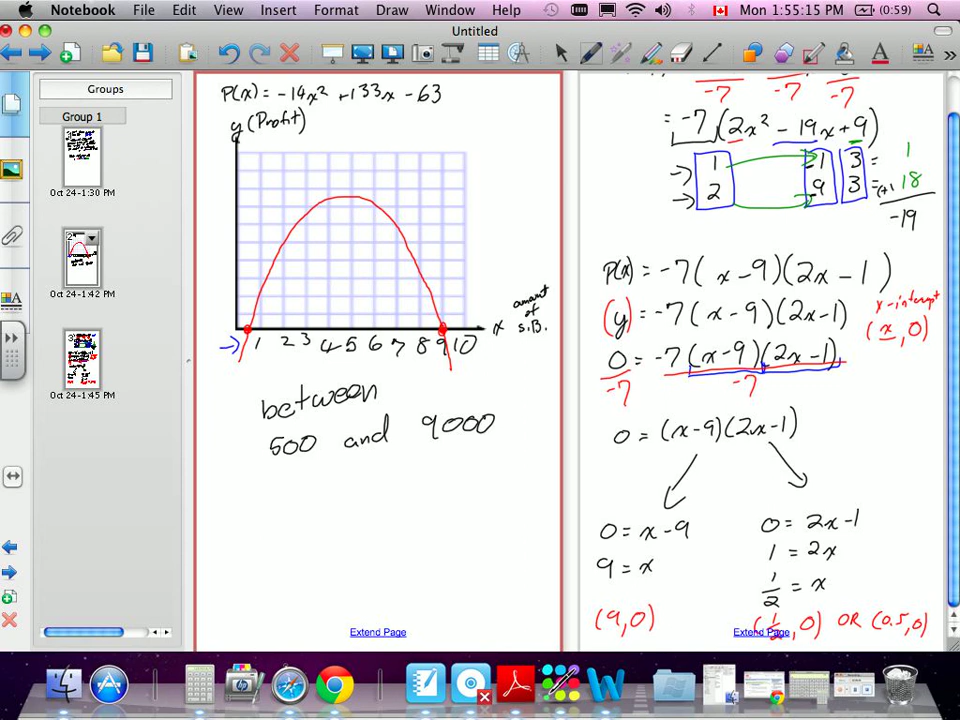 Notebook File Edit View Insert Format Draw Window Help Mon 1:55:15 PM (0:59)
Untitled
Groups
Group 1
Oct 24-1:30 PM
Oct 24-1:42 PM
Oct 24-1:45 PM
P(x) = -14x² +133x -63
y (Profit)
1 2 3 4 5 6 7 8 9 10
x
amount
of
S.B.
between
500 and 9000
Extend Page
-7 -7 -7
= -7 (2x² - 19x + 9)
1 -1 3 = 1
2 -9 3 = (+) 18
-19
P(x) = -7( x-9)(2x - 1)
(y) = -7( x-9)(2x-1)
x-intercept
(x, 0)
0 = -7(x-9)(2x-1)
-7 -7
0 = (x-9)(2x-1)
0 = x-9
9 = x
(9,0)
0 = 2x-1
1 = 2x
1/2 = x
(1/2, 0) OR (0.5,0)
Extend Page